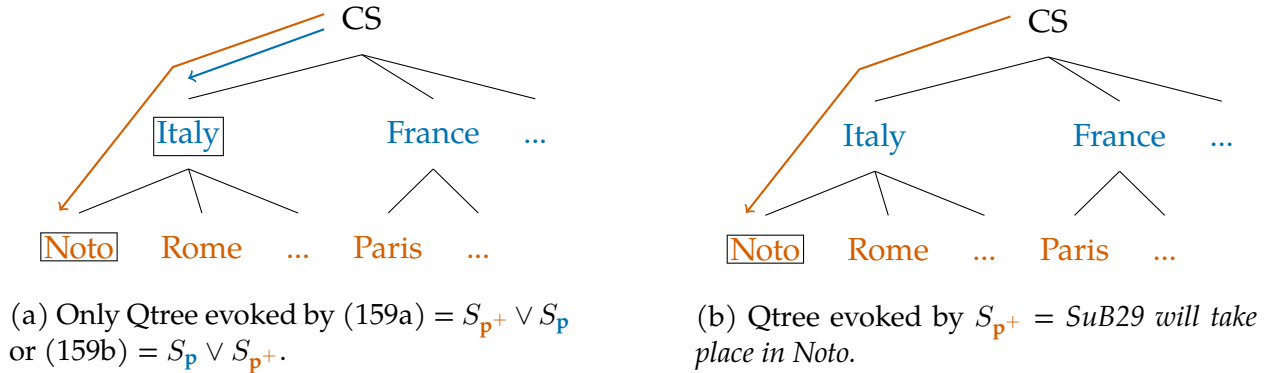 CS
Italy France ...
Noto Rome ... Paris ...
(a) Only Qtree evoked by (159a) = S_{p⁺} ∨ S_p
or (159b) = S_p ∨ S_{p⁺}.
CS
Italy France ...
Noto Rome ... Paris ...
(b) Qtree evoked by S_{p⁺} = SuB29 will take
place in Noto.